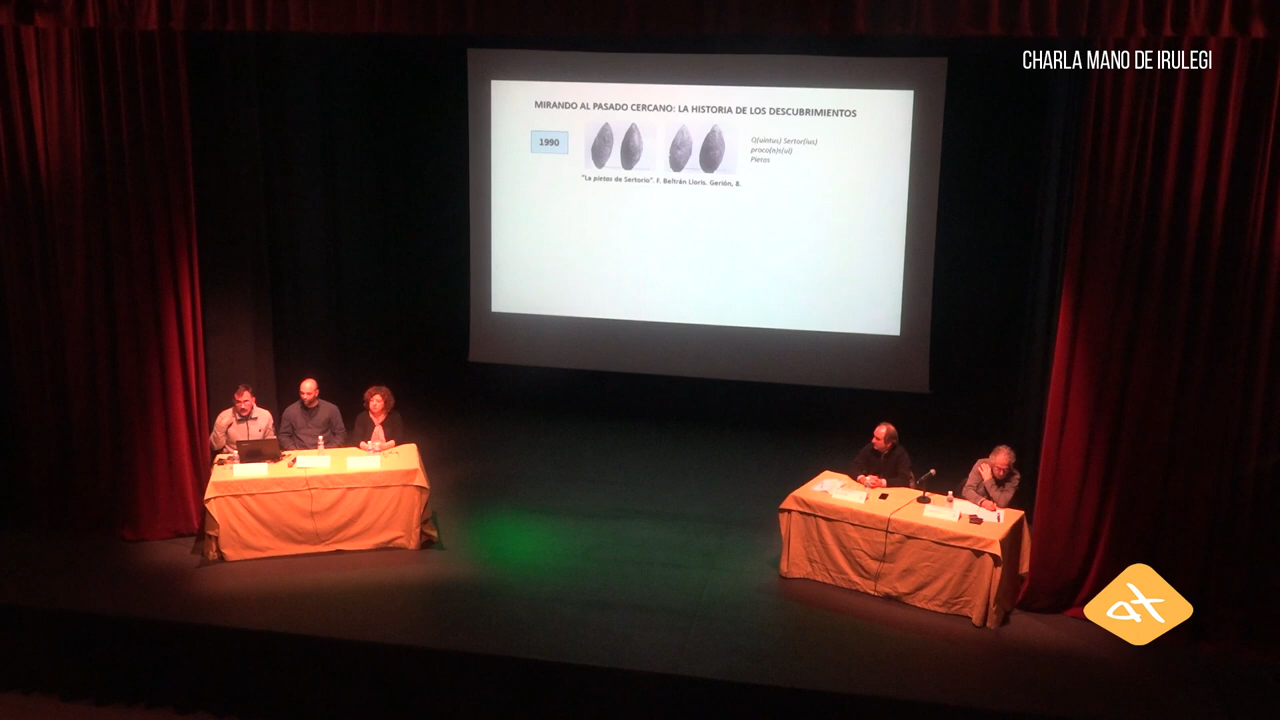 CHARLA MANO DE IRULEGI
MIRANDO AL PASADO CERCANO: LA HISTORIA DE LOS DESCUBRIMIENTOS
1990
Q(uintus) Sertor(ius)
proco(n)s(ul)
Pietas
"La pietas de Sertorio". F. Beltrán Lloris. Gerión, 8.
ax